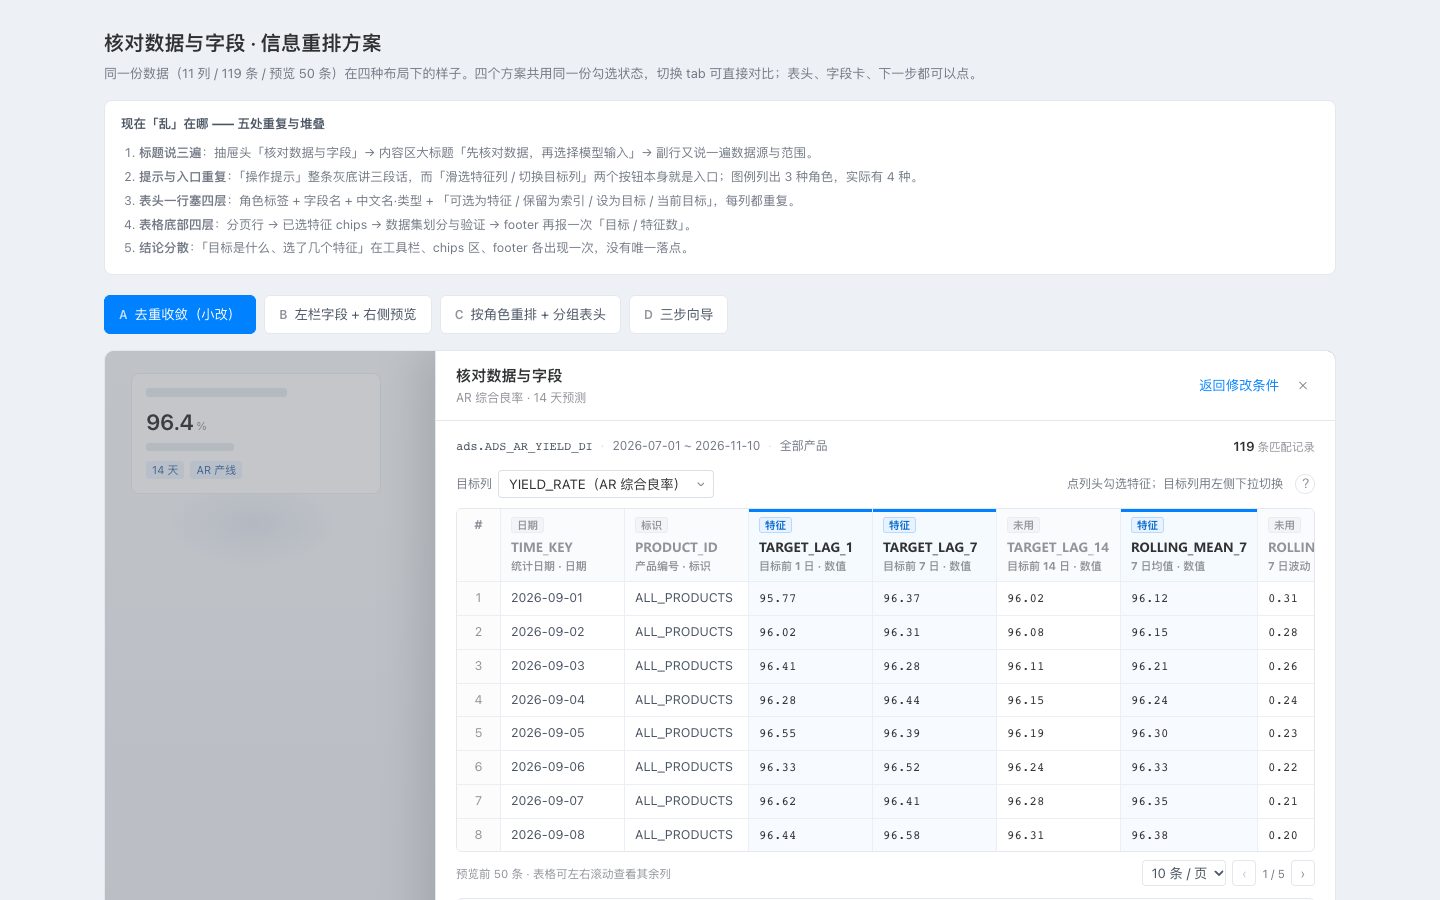 核对数据与字段 · 信息重排方案
同一份数据（11 列 / 119 条 / 预览 50 条）在四种布局下的样子。四个方案共用同一份勾选状态，切换 tab 可直接对比；表头、字段卡、下一步都可以点。
现在「乱」在哪 —— 五处重复与堆叠
1. 标题说三遍：抽屉头「核对数据与字段」→ 内容区大标题「先核对数据，再选择模型输入」→ 副行又说一遍数据源与范围。
2. 提示与入口重复：「操作提示」整条灰底讲三段话，而「滑选特征列 / 切换目标列」两个按钮本身就是入口；图例列出 3 种角色，实际有 4 种。
3. 表头一行塞四层：角色标签 + 字段名 + 中文名·类型 + 「可选为特征 / 保留为索引 / 设为目标 / 当前目标」，每列都重复。
4. 表格底部四层：分页行 → 已选特征 chips → 数据集划分与验证 → footer 再报一次「目标 / 特征数」。
5. 结论分散：「目标是什么、选了几个特征」在工具栏、chips 区、footer 各出现一次，没有唯一落点。
A 去重收敛（小改）
B 左栏字段 + 右侧预览
C 按角色重排 + 分组表头
D 三步向导
96.4 %
14 天 AR 产线
核对数据与字段
AR 综合良率 · 14 天预测
返回修改条件 ×
ads.ADS_AR_YIELD_DI · 2026-07-01 ~ 2026-11-10 · 全部产品
119 条匹配记录
目标列 YIELD_RATE（AR 综合良率）
点列头勾选特征；目标列用左侧下拉切换 ?
# 日期 标识 特征 特征 未用 特征 未用
TIME_KEY PRODUCT_ID TARGET_LAG_1 TARGET_LAG_7 TARGET_LAG_14 ROLLING_MEAN_7 ROLLIN
统计日期 · 日期 产品编号 · 标识 目标前 1 日 · 数值 目标前 7 日 · 数值 目标前 14 日 · 数值 7 日均值 · 数值 7 日波动
1 2026-09-01 ALL_PRODUCTS 95.77 96.37 96.02 96.12 0.31
2 2026-09-02 ALL_PRODUCTS 96.02 96.31 96.08 96.15 0.28
3 2026-09-03 ALL_PRODUCTS 96.41 96.28 96.11 96.21 0.26
4 2026-09-04 ALL_PRODUCTS 96.28 96.44 96.15 96.24 0.24
5 2026-09-05 ALL_PRODUCTS 96.55 96.39 96.19 96.30 0.23
6 2026-09-06 ALL_PRODUCTS 96.33 96.52 96.24 96.33 0.22
7 2026-09-07 ALL_PRODUCTS 96.62 96.41 96.28 96.35 0.21
8 2026-09-08 ALL_PRODUCTS 96.44 96.58 96.31 96.38 0.20
预览前 50 条 · 表格可左右滚动查看其余列
10 条 / 页 ‹ 1 / 5 ›